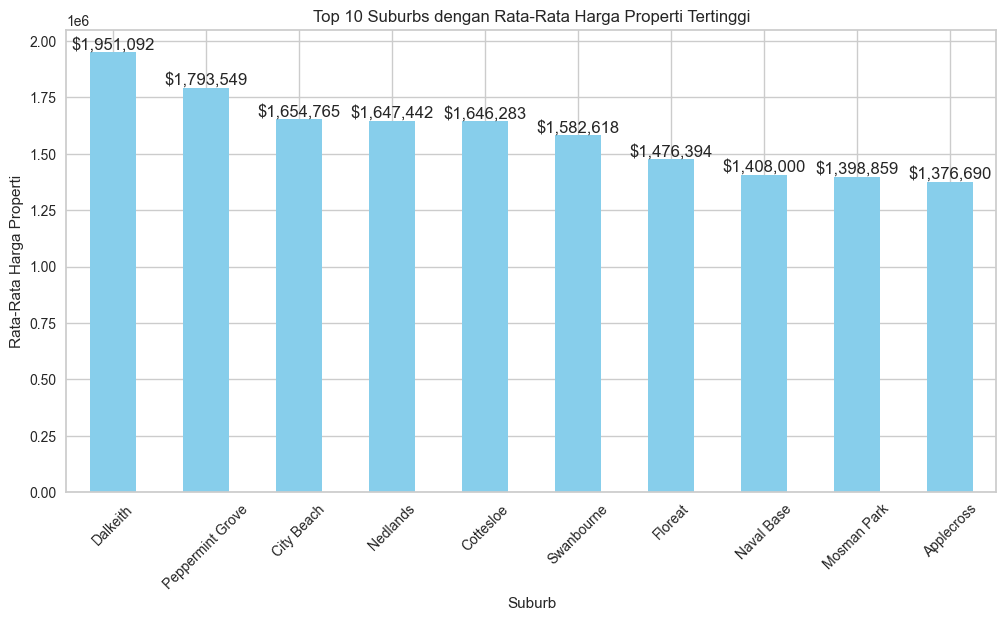 Top 10 Suburbs dengan Rata-Rata Harga Properti Tertinggi
1e6
2.00
1.75
1.50
1.25
1.00
0.75
0.50
0.25
0.00
Rata-Rata Harga Properti
$1,951,092
$1,793,549
$1,654,765
$1,647,442
$1,646,283
$1,582,618
$1,476,394
$1,408,000
$1,398,859
$1,376,690
Dalkeith
Peppermint Grove
City Beach
Nedlands
Cottesloe
Swanbourne
Floreat
Naval Base
Mosman Park
Applecross
Suburb